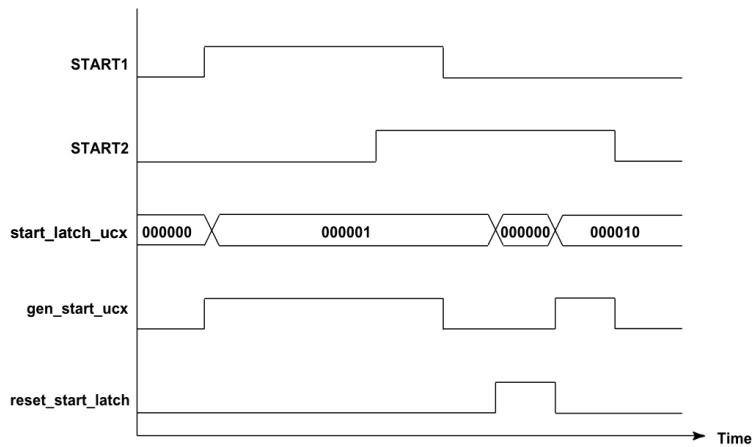 START1
START2
start_latch_ucx
000000
000001
000000
000010
gen_start_ucx
reset_start_latch
Time